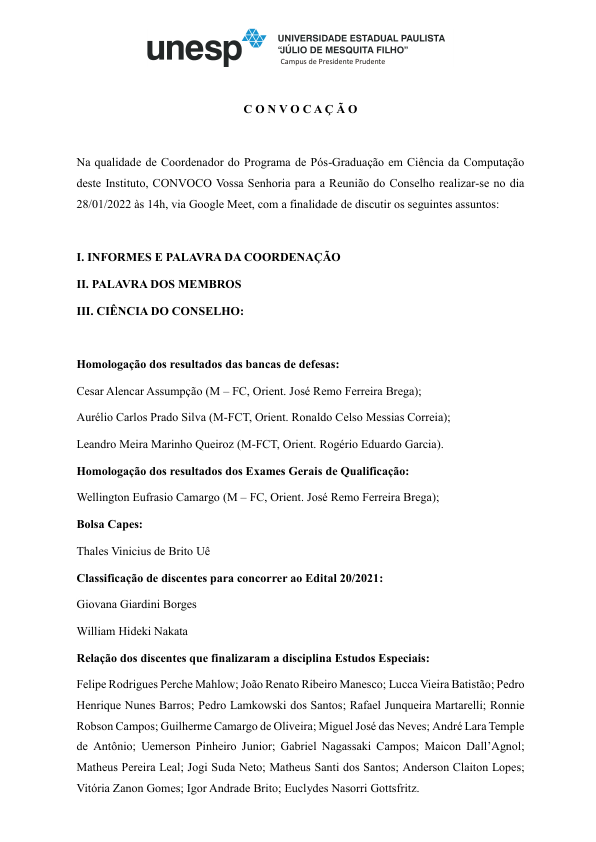 unesp
UNIVERSIDADE ESTADUAL PAULISTA
"JÚLIO DE MESQUITA FILHO"
Campus de Presidente Prudente
C O N V O C A Ç Ã O
Na qualidade de Coordenador do Programa de Pós-Graduação em Ciência da Computação
deste Instituto, CONVOCO Vossa Senhoria para a Reunião do Conselho realizar-se no dia
28/01/2022 às 14h, via Google Meet, com a finalidade de discutir os seguintes assuntos:
I. INFORMES E PALAVRA DA COORDENAÇÃO
II. PALAVRA DOS MEMBROS
III. CIÊNCIA DO CONSELHO:
Homologação dos resultados das bancas de defesas:
Cesar Alencar Assumpção (M – FC, Orient. José Remo Ferreira Brega);
Aurélio Carlos Prado Silva (M-FCT, Orient. Ronaldo Celso Messias Correia);
Leandro Meira Marinho Queiroz (M-FCT, Orient. Rogério Eduardo Garcia).
Homologação dos resultados dos Exames Gerais de Qualificação:
Wellington Eufrasio Camargo (M – FC, Orient. José Remo Ferreira Brega);
Bolsa Capes:
Thales Vinicius de Brito Uê
Classificação de discentes para concorrer ao Edital 20/2021:
Giovana Giardini Borges
William Hideki Nakata
Relação dos discentes que finalizaram a disciplina Estudos Especiais:
Felipe Rodrigues Perche Mahlow; João Renato Ribeiro Manesco; Lucca Vieira Batistão; Pedro
Henrique Nunes Barros; Pedro Lamkowski dos Santos; Rafael Junqueira Martarelli; Ronnie
Robson Campos; Guilherme Camargo de Oliveira; Miguel José das Neves; André Lara Temple
de Antônio; Uemerson Pinheiro Junior; Gabriel Nagassaki Campos; Maicon Dall’Agnol;
Matheus Pereira Leal; Jogi Suda Neto; Matheus Santi dos Santos; Anderson Claiton Lopes;
Vitória Zanon Gomes; Igor Andrade Brito; Euclydes Nasorri Gottsfritz.